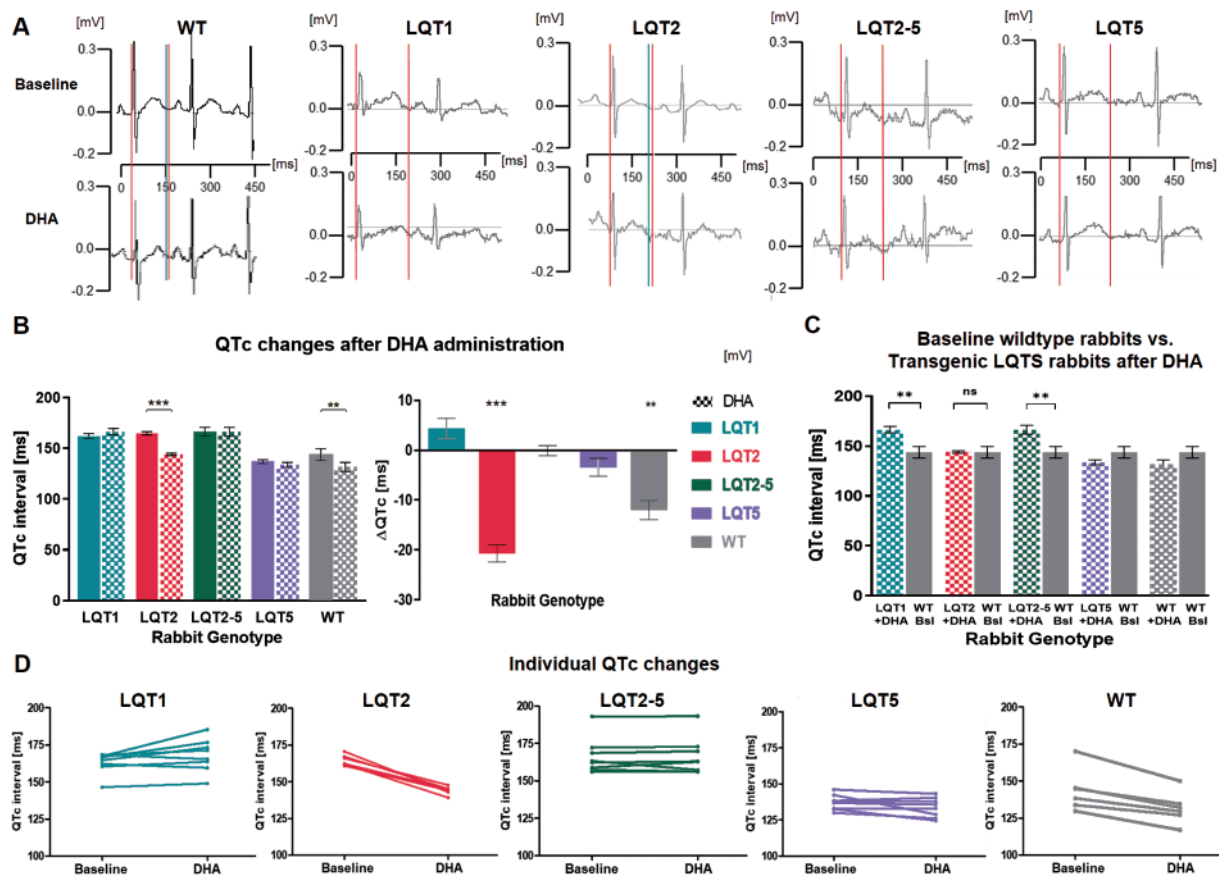 A
[mV]
WT
[mV]
LQT1
[mV]
LQT2
[mV]
LQT2-5
[mV]
LQT5
Baseline
0.3
0.0
-0.2
0.3
0.0
-0.2
0.3
0.0
-0.2
0.3
0.0
-0.2
0.3
0.0
-0.2
[ms]
0 150 300 450
[ms]
0 150 300 450
[ms]
0 150 300 450
[ms]
0 150 300 450
[ms]
0 150 300 450
DHA
0.3
0.0
-0.2
0.3
0.0
-0.2
0.3
0.0
-0.2
0.3
0.0
-0.2
0.3
0.0
-0.2
B
QTc changes after DHA administration
[mV]
QTc interval [ms]
200
150
100
50
0
***
**
LQT1 LQT2 LQT2-5 LQT5 WT
Rabbit Genotype
ΔQTc [ms]
10
0
-10
-20
-30
***
**
Rabbit Genotype
DHA
LQT1
LQT2
LQT2-5
LQT5
WT
C
Baseline wildtype rabbits vs.
Transgenic LQTS rabbits after DHA
QTc interval [ms]
200
150
100
50
0
** ns **
LQT1 WT LQT2 WT LQT2-5 WT LQT5 WT WT WT
+DHA Bsl +DHA Bsl +DHA Bsl +DHA Bsl +DHA Bsl
Rabbit Genotype
D
Individual QTc changes
LQT1
QTc interval [ms]
200
175
150
125
100
Baseline DHA
LQT2
QTc interval [ms]
200
175
150
125
100
Baseline DHA
LQT2-5
QTc interval [ms]
200
175
150
125
100
Baseline DHA
LQT5
QTc interval [ms]
200
175
150
125
100
Baseline DHA
WT
QTc interval [ms]
200
175
150
125
100
Baseline DHA